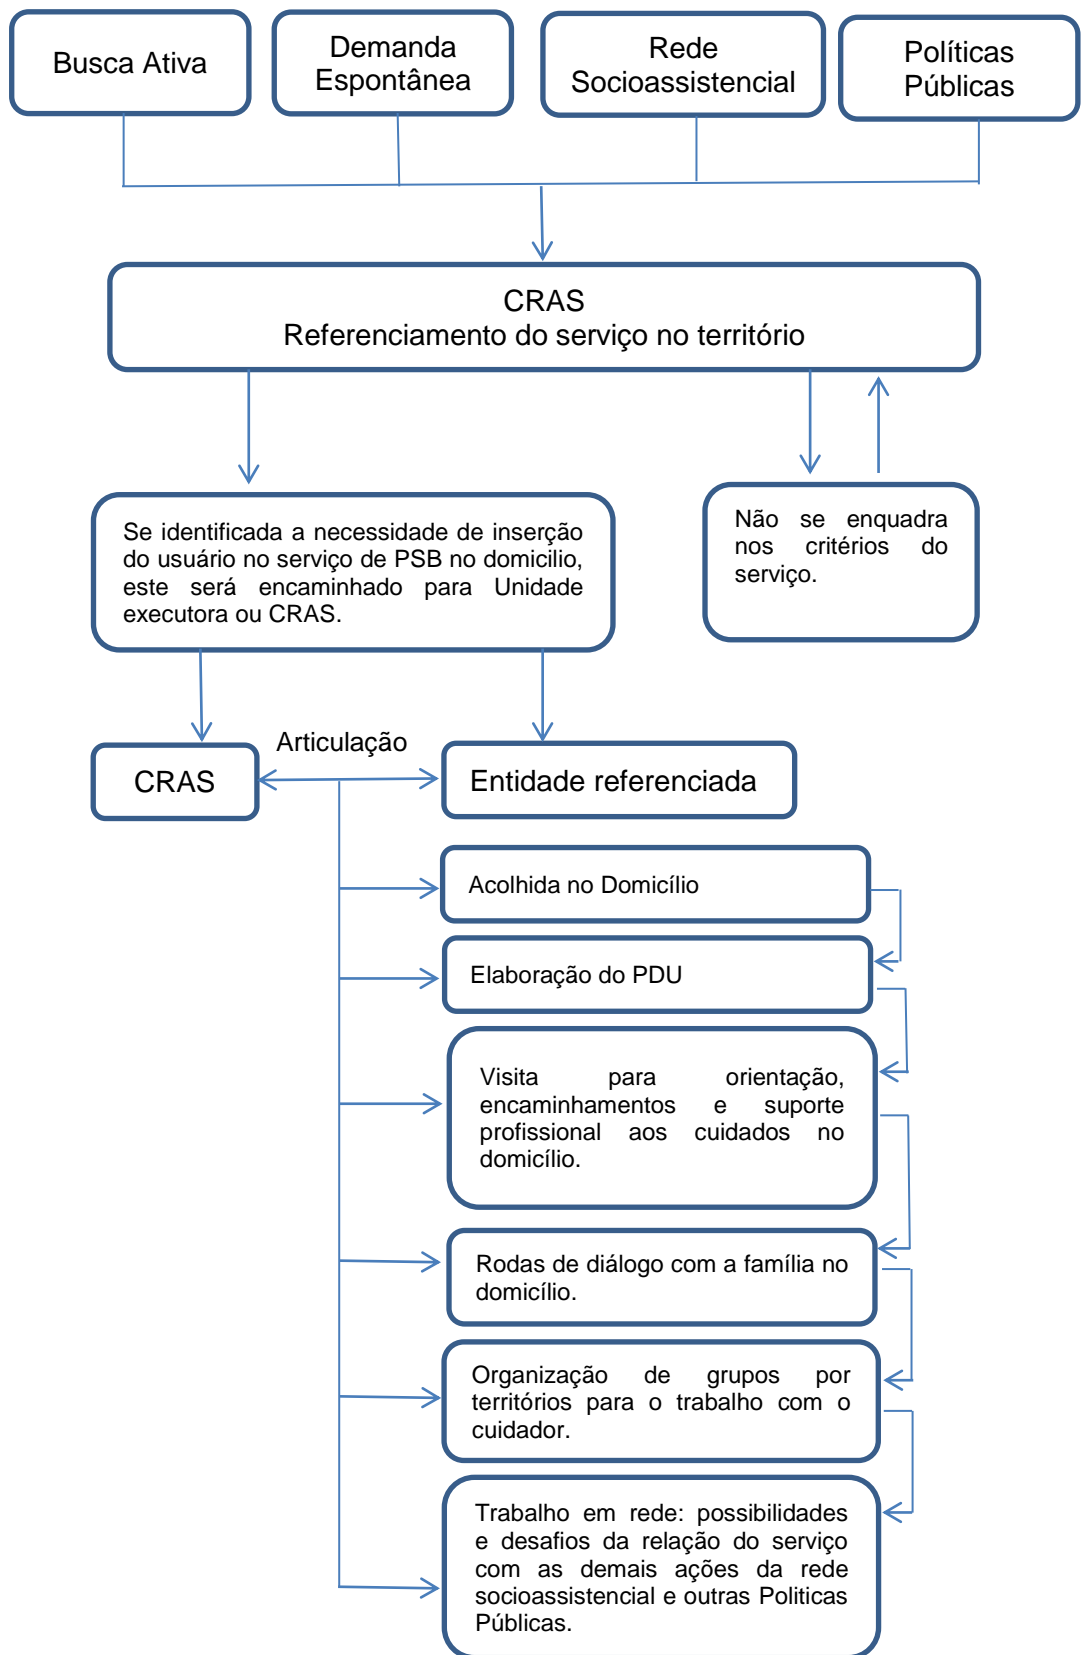 Busca Ativa
Demanda
Espontânea
Rede
Socioassistencial
Políticas
Públicas
CRAS
Referenciamento do serviço no território
Se identificada a necessidade de inserção
do usuário no serviço de PSB no domicilio,
este será encaminhado para Unidade
executora ou CRAS.
Não se enquadra
nos critérios do
serviço.
Articulação
CRAS
Entidade referenciada
Acolhida no Domicílio
Elaboração do PDU
Visita para orientação,
encaminhamentos e suporte
profissional aos cuidados no
domicílio.
Rodas de diálogo com a família no
domicílio.
Organização de grupos por
territórios para o trabalho com o
cuidador.
Trabalho em rede: possibilidades
e desafios da relação do serviço
com as demais ações da rede
socioassistencial e outras Politicas
Públicas.